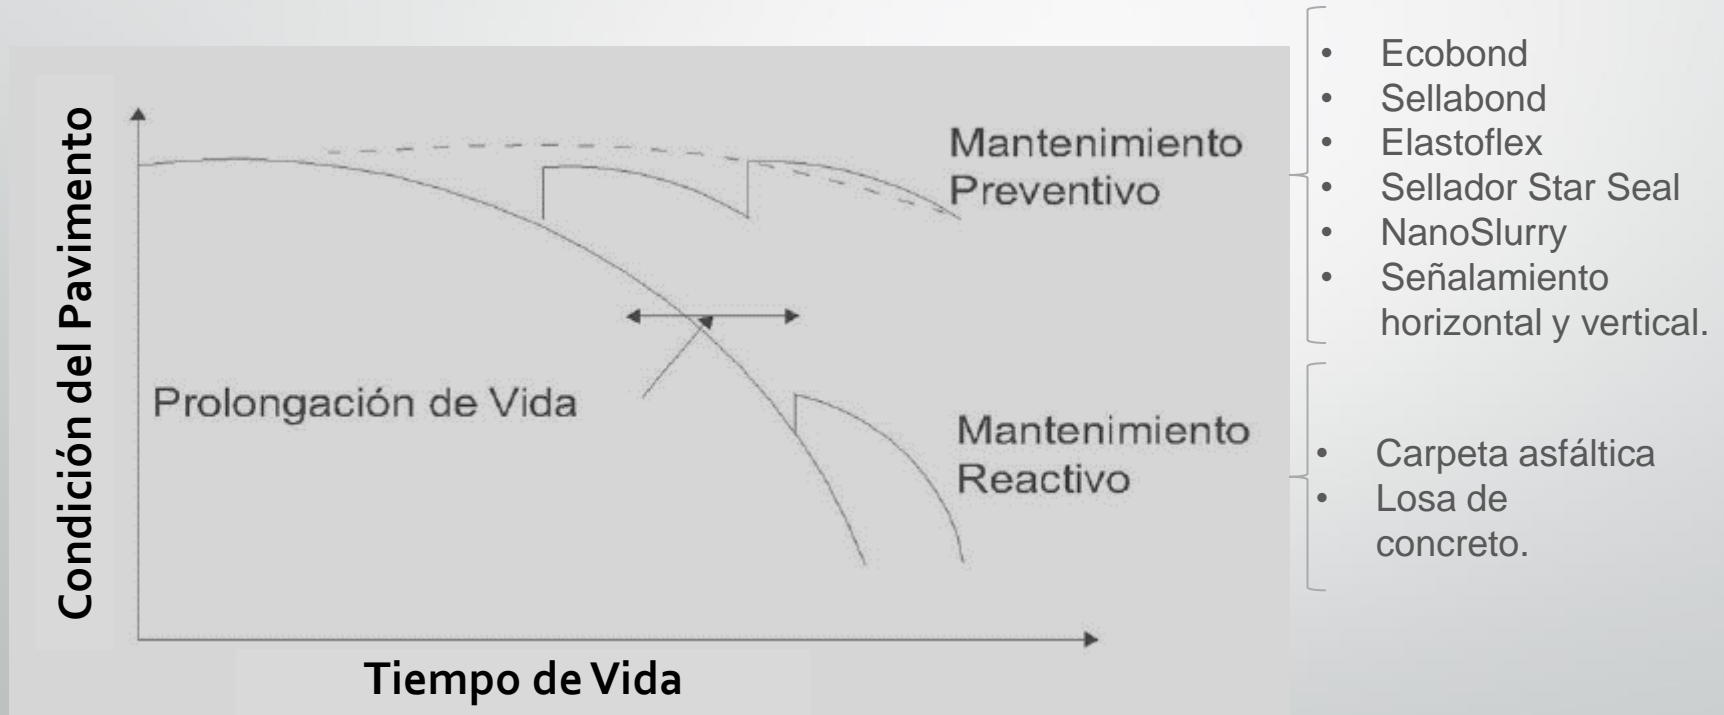 Condición del Pavimento
Mantenimiento
Preventivo
Prolongación de Vida
Mantenimiento
Reactivo
Tiempo de Vida
• Ecobond
• Sellabond
• Elastoflex
• Sellador Star Seal
• NanoSlurry
• Señalamiento
horizontal y vertical.
• Carpeta asfáltica
• Losa de
concreto.